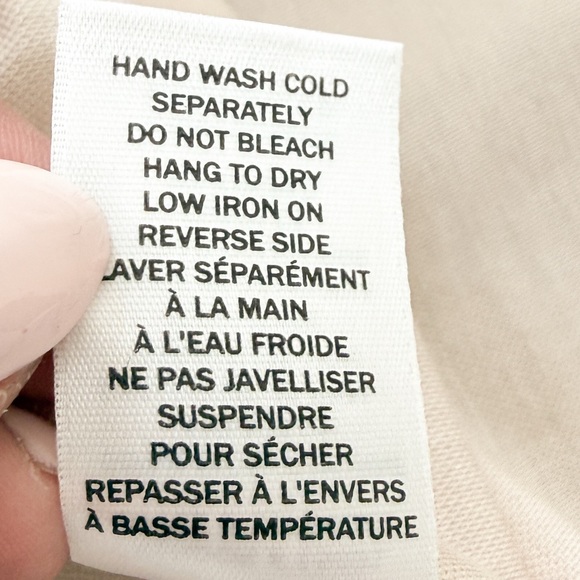 HAND WASH COLD
SEPARATELY
DO NOT BLEACH
HANG TO DRY
LOW IRON ON
REVERSE SIDE
LAVER SÉPARÉMENT
À LA MAIN
À L'EAU FROIDE
NE PAS JAVELLISER
SUSPENDRE
POUR SÉCHER
REPASSER À L'ENVERS
À BASSE TEMPÉRATURE